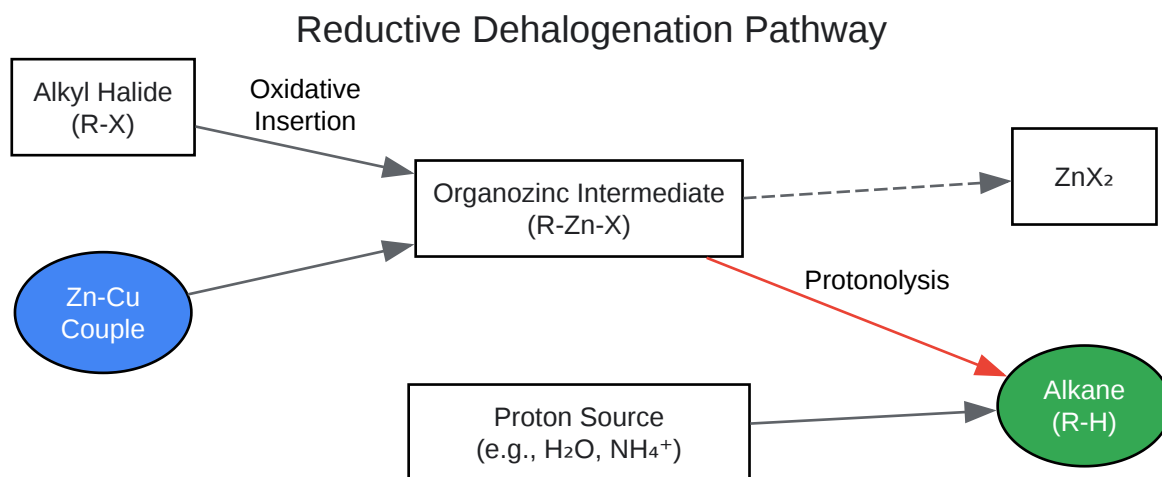 Reductive Dehalogenation Pathway
Alkyl Halide
(R-X)
Oxidative
Insertion
Organozinc Intermediate
(R-Zn-X)
ZnX₂
Zn-Cu
Couple
Protonolysis
Proton Source
(e.g., H₂O, NH₄⁺)
Alkane
(R-H)